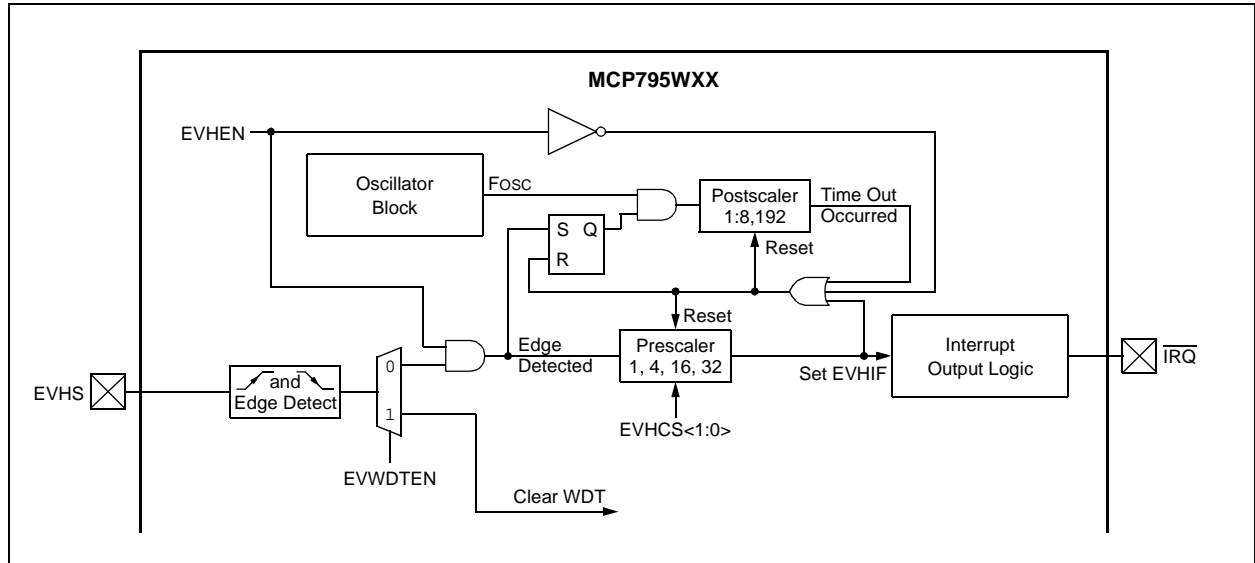 MCP795WXX
EVHEN
Oscillator
Block
FOSC
Postscaler
1:8,192
Time Out
Occurred
S Q
R
Reset
Reset
Edge
Detected
Prescaler
1, 4, 16, 32
Set EVHIF
Interrupt
Output Logic
IRQ
EVHS
and
Edge Detect
0
1
EVHCS<1:0>
EVWDTEN
Clear WDT